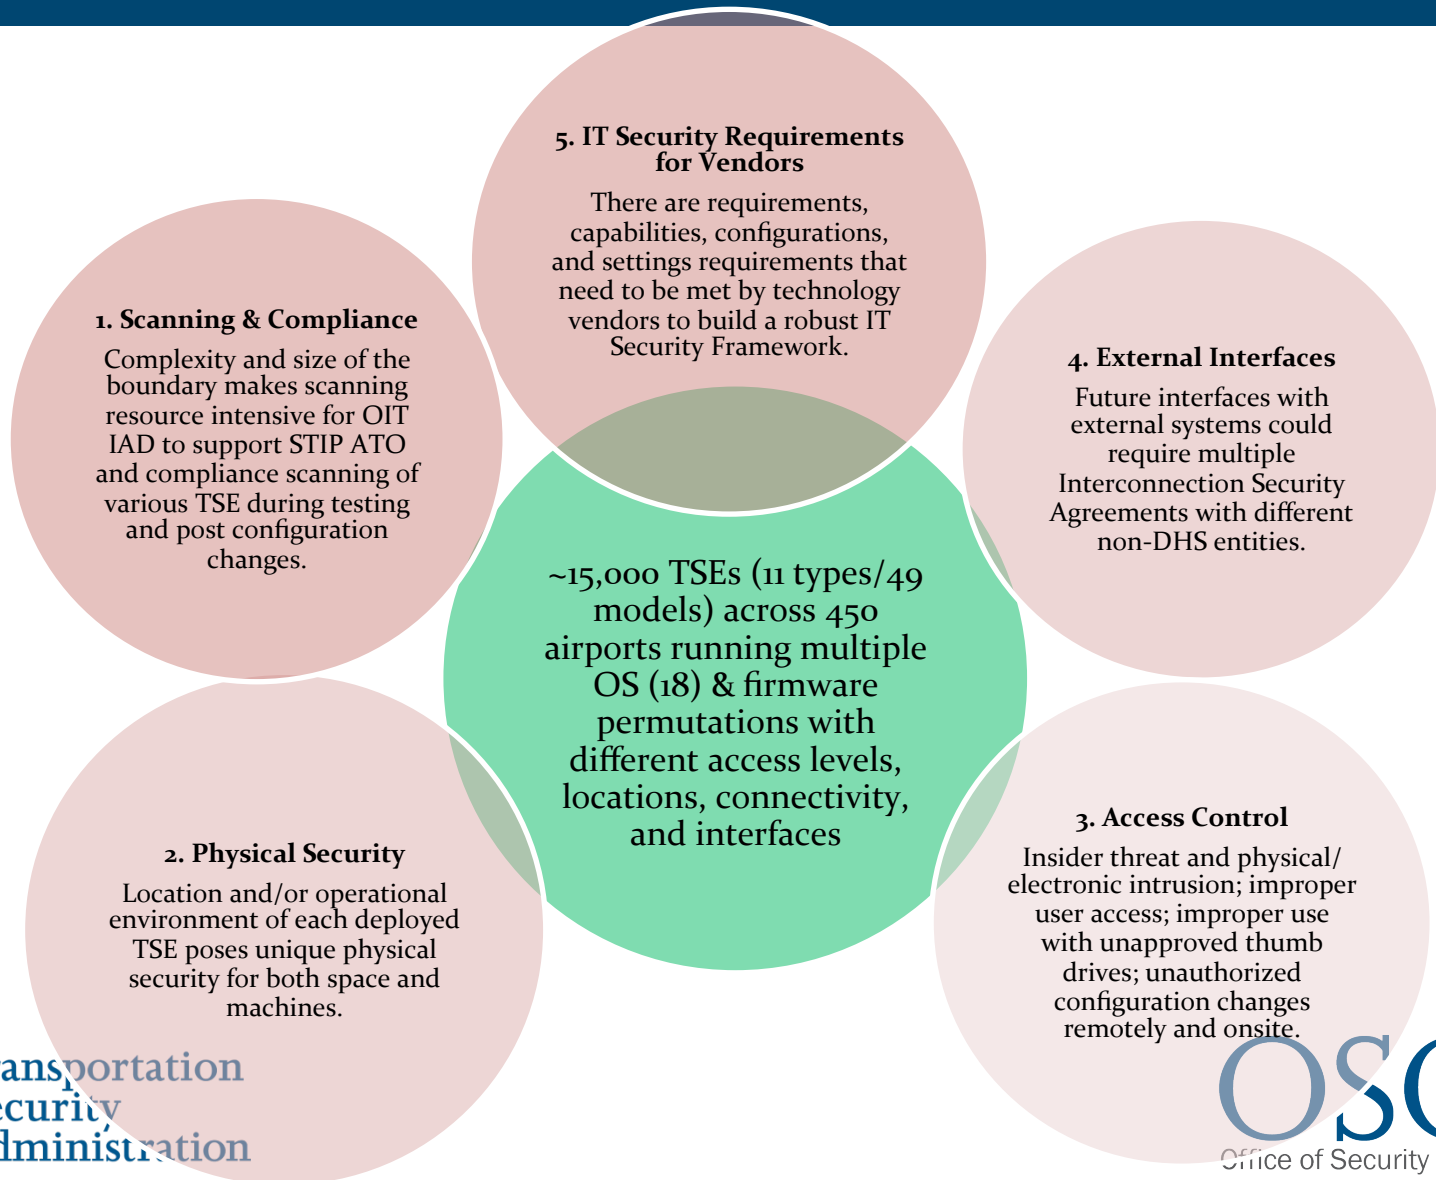 5. IT Security Requirements
for Vendors
There are requirements,
capabilities, configurations,
and settings requirements that
need to be met by technology
vendors to build a robust IT
Security Framework.
1. Scanning & Compliance
Complexity and size of the
boundary makes scanning
resource intensive for OIT
IAD to support STIP ATO
and compliance scanning of
various TSE during testing
and post configuration
changes.
4. External Interfaces
Future interfaces with
external systems could
require multiple
Interconnection Security
Agreements with different
non-DHS entities.
~15,000 TSEs (11 types/49
models) across 450
airports running multiple
OS (18) & firmware
permutations with
different access levels,
locations, connectivity,
and interfaces
2. Physical Security
Location and/or operational
environment of each deployed
TSE poses unique physical
security for both space and
machines.
3. Access Control
Insider threat and physical/
electronic intrusion; improper
user access; improper use
with unapproved thumb
drives; unauthorized
configuration changes
remotely and onsite.
ansportation
ecurity
dministration
OSC
Office of Security